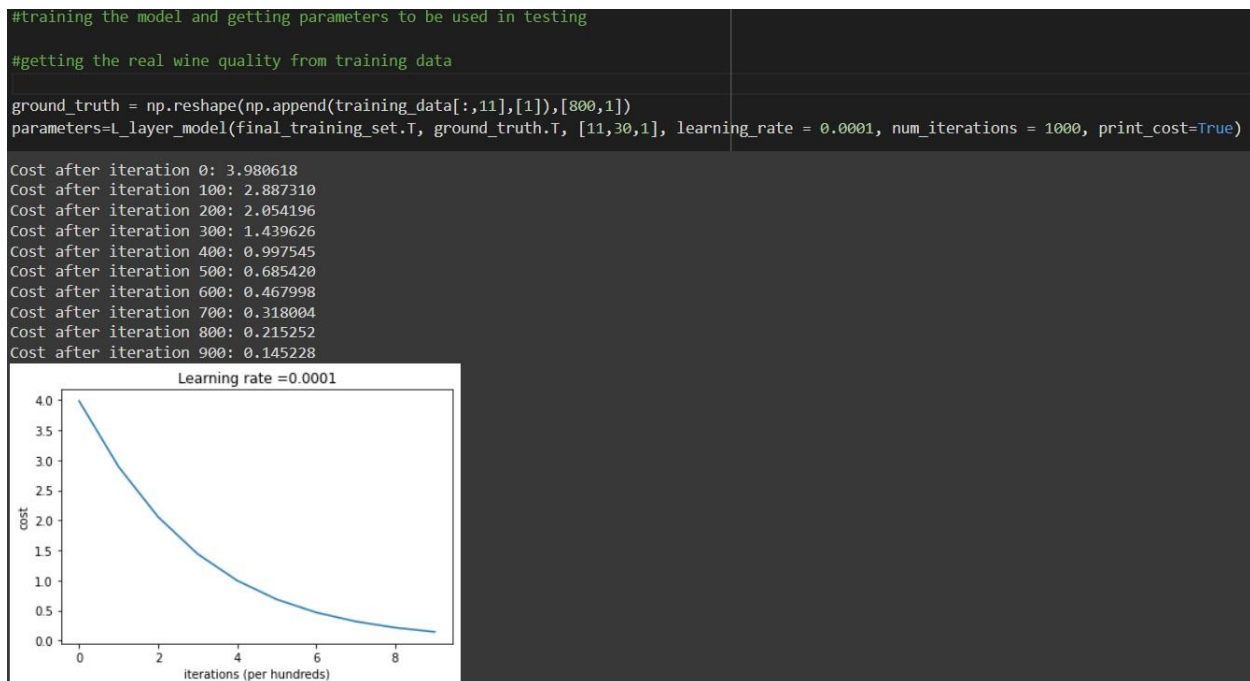 #training the model and getting parameters to be used in testing
#getting the real wine quality from training data
ground_truth = np.reshape(np.append(training_data[:,11],[1]),[800,1])
parameters=L_layer_model(final_training_set.T, ground_truth.T, [11,30,1], learning_rate = 0.0001, num_iterations = 1000, print_cost=True)
Cost after iteration 0: 3.980618
Cost after iteration 100: 2.887310
Cost after iteration 200: 2.054196
Cost after iteration 300: 1.439626
Cost after iteration 400: 0.997545
Cost after iteration 500: 0.685420
Cost after iteration 600: 0.467998
Cost after iteration 700: 0.318004
Cost after iteration 800: 0.215252
Cost after iteration 900: 0.145228
Learning rate =0.0001
4.0
3.5
3.0
2.5
2.0
1.5
1.0
0.5
0.0
cost
0 2 4 6 8
iterations (per hundreds)